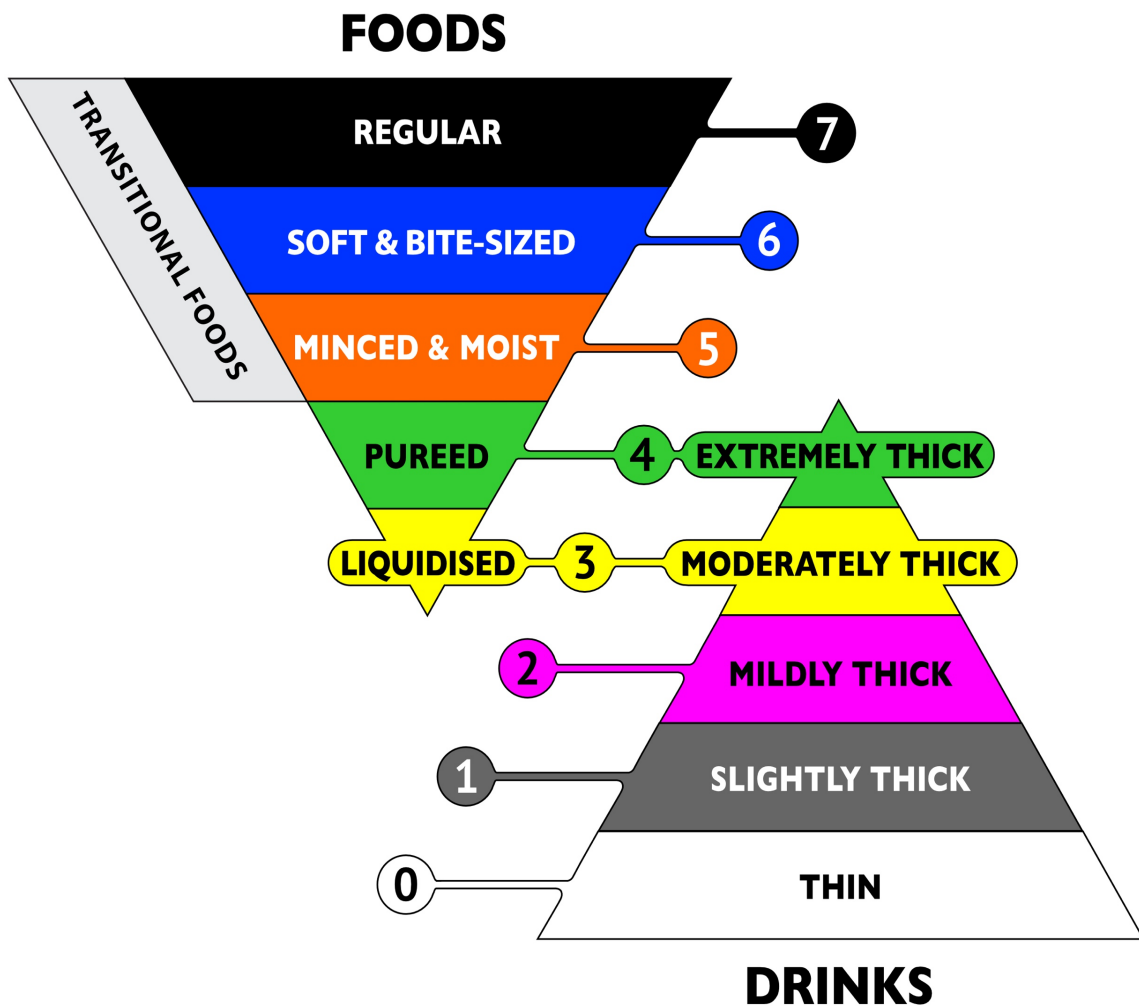 FOODS
TRANSITIONAL FOODS
REGULAR
7
SOFT & BITE-SIZED
6
MINCED & MOIST
5
PUREED
4
EXTREMELY THICK
LIQUIDISED
3
MODERATELY THICK
2
MILDLY THICK
1
SLIGHTLY THICK
0
THIN
DRINKS